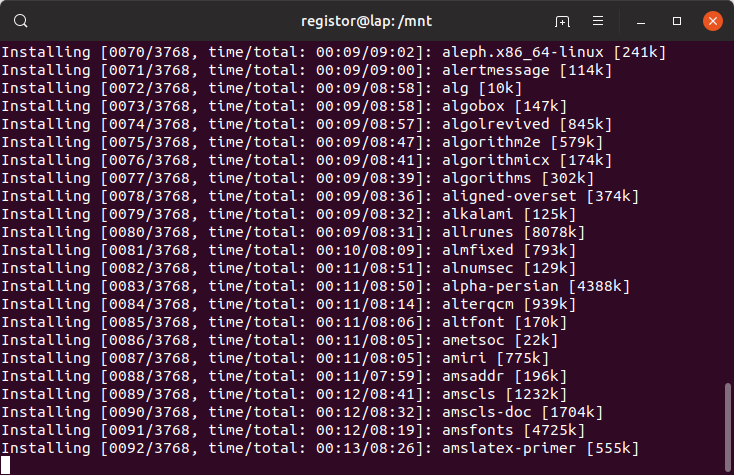 registor@lap: /mnt
Installing [0070/3768, time/total: 00:09/09:02]: aleph.x86_64-linux [241k]
Installing [0071/3768, time/total: 00:09/09:00]: alertmessage [114k]
Installing [0072/3768, time/total: 00:09/08:58]: alg [10k]
Installing [0073/3768, time/total: 00:09/08:58]: algobox [147k]
Installing [0074/3768, time/total: 00:09/08:57]: algolrevived [845k]
Installing [0075/3768, time/total: 00:09/08:47]: algorithm2e [579k]
Installing [0076/3768, time/total: 00:09/08:41]: algorithmicx [174k]
Installing [0077/3768, time/total: 00:09/08:39]: algorithms [302k]
Installing [0078/3768, time/total: 00:09/08:36]: aligned-overset [374k]
Installing [0079/3768, time/total: 00:09/08:32]: alkalami [125k]
Installing [0080/3768, time/total: 00:09/08:31]: allrunes [8078k]
Installing [0081/3768, time/total: 00:10/08:09]: almfixed [793k]
Installing [0082/3768, time/total: 00:11/08:51]: alnumsec [129k]
Installing [0083/3768, time/total: 00:11/08:50]: alpha-persian [4388k]
Installing [0084/3768, time/total: 00:11/08:14]: alterqcm [939k]
Installing [0085/3768, time/total: 00:11/08:06]: altfont [170k]
Installing [0086/3768, time/total: 00:11/08:05]: ametsoc [22k]
Installing [0087/3768, time/total: 00:11/08:05]: amiri [775k]
Installing [0088/3768, time/total: 00:11/07:59]: amsaddr [196k]
Installing [0089/3768, time/total: 00:12/08:41]: amscls [1232k]
Installing [0090/3768, time/total: 00:12/08:32]: amscls-doc [1704k]
Installing [0091/3768, time/total: 00:12/08:19]: amsfonts [4725k]
Installing [0092/3768, time/total: 00:13/08:26]: amslatex-primer [555k]